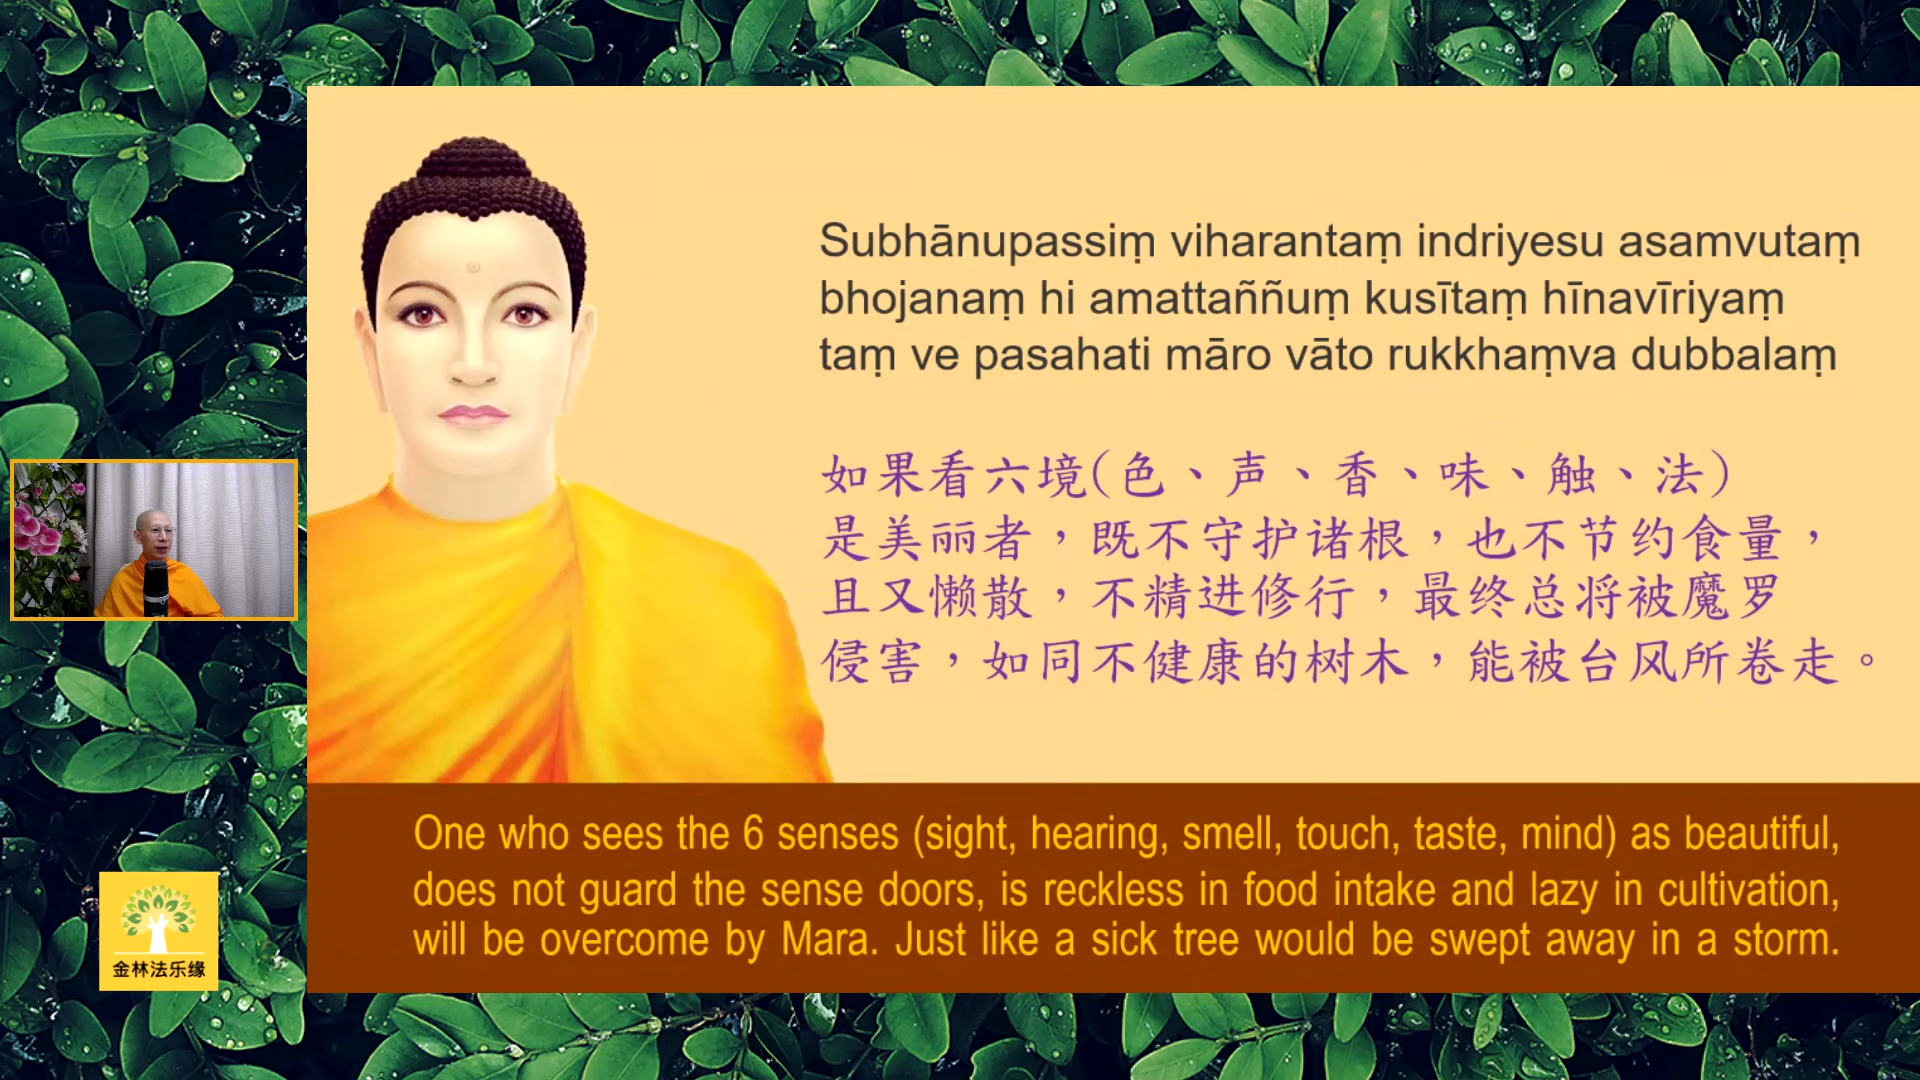 Subhānupassiṃ viharantaṃ indriyesu asamvutaṃ
bhojanaṃ hi amattaññuṃ kusītaṃ hīnavīriyaṃ
taṃ ve pasahati māro vāto rukkhaṃva dubbalaṃ
如果看六境(色、声、香、味、触、法)
是美丽者，既不守护诸根，也不节约食量，
且又懒散，不精进修行，最终总将被魔罗
侵害，如同不健康的树木，能被台风所卷走。
One who sees the 6 senses (sight, hearing, smell, touch, taste, mind) as beautiful,
does not guard the sense doors, is reckless in food intake and lazy in cultivation,
will be overcome by Mara. Just like a sick tree would be swept away in a storm.
金林法乐缘